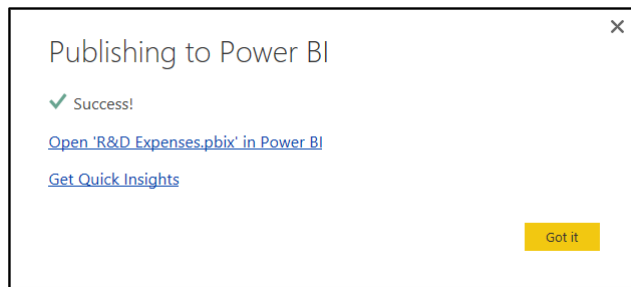 Publishing to Power BI
Success!
Open 'R&D Expenses.pbix' in Power BI
Get Quick Insights
Got it